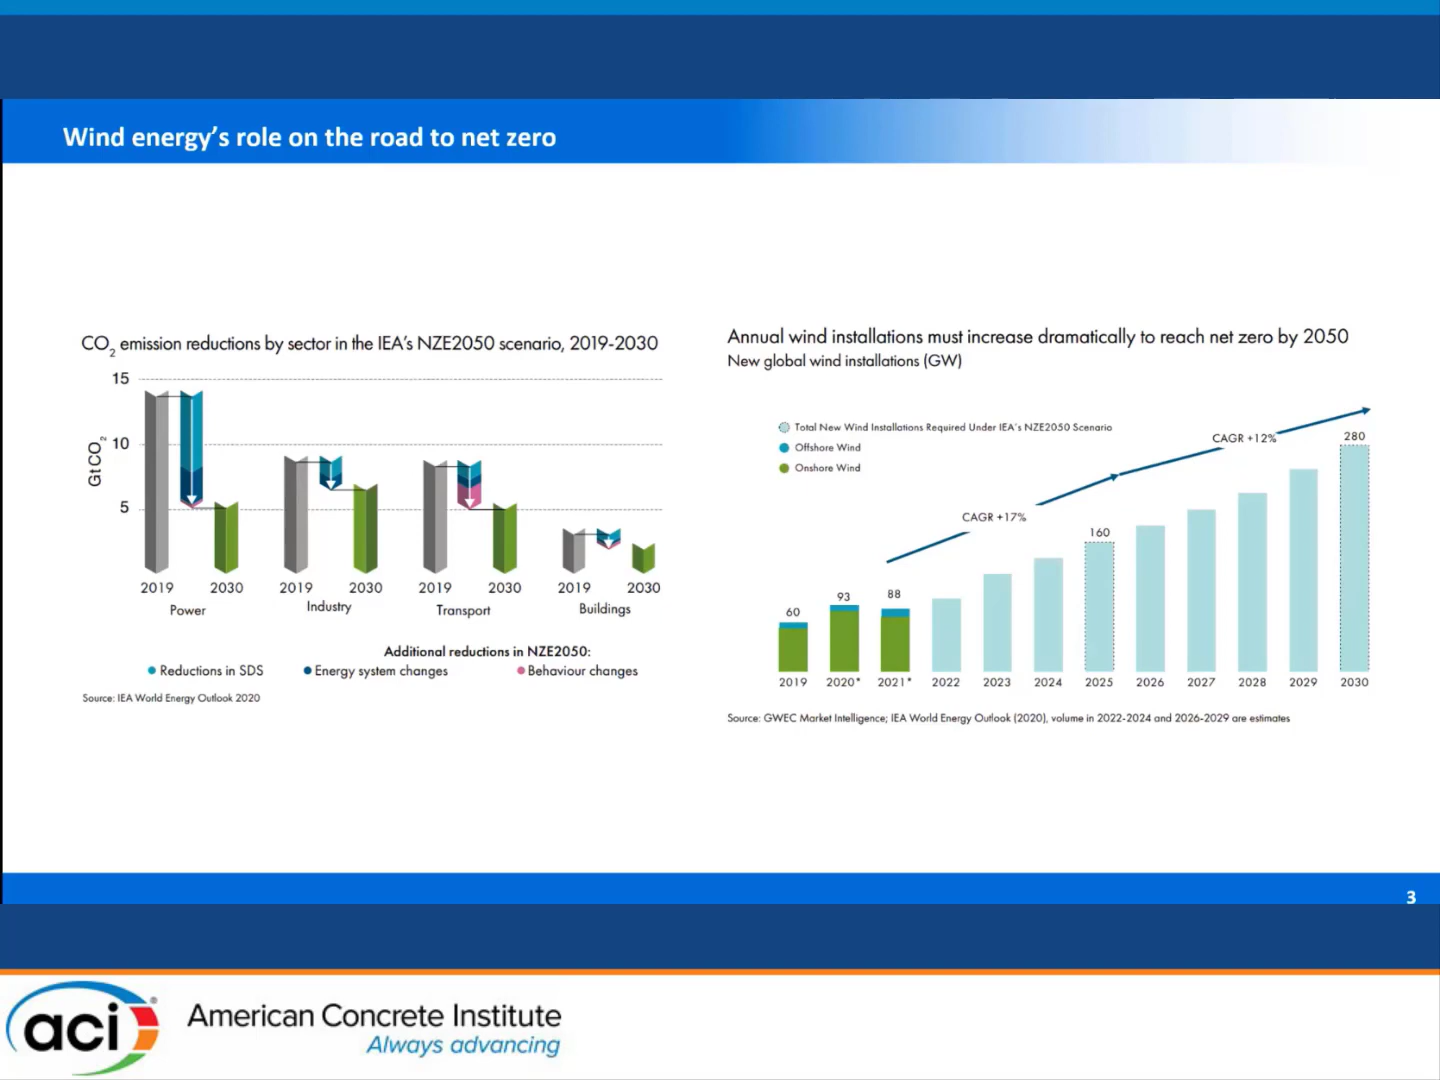 Wind energy’s role on the road to net zero
CO2 emission reductions by sector in the IEA’s NZE2050 scenario, 2019-2030
15
10
5
Gt CO2
2019 2030 2019 2030 2019 2030 2019 2030
Power Industry Transport Buildings
Additional reductions in NZE2050:
Reductions in SDS Energy system changes Behaviour changes
Source: IEA World Energy Outlook 2020
Annual wind installations must increase dramatically to reach net zero by 2050
New global wind installations (GW)
Total New Wind Installations Required Under IEA’s NZE2050 Scenario
Offshore Wind
Onshore Wind
CAGR +12%
280
CAGR +17%
160
60 93 88
2019 2020* 2021* 2022 2023 2024 2025 2026 2027 2028 2029 2030
Source: GWEC Market Intelligence; IEA World Energy Outlook (2020), volume in 2022-2024 and 2026-2029 are estimates
3
aci®
American Concrete Institute
Always advancing